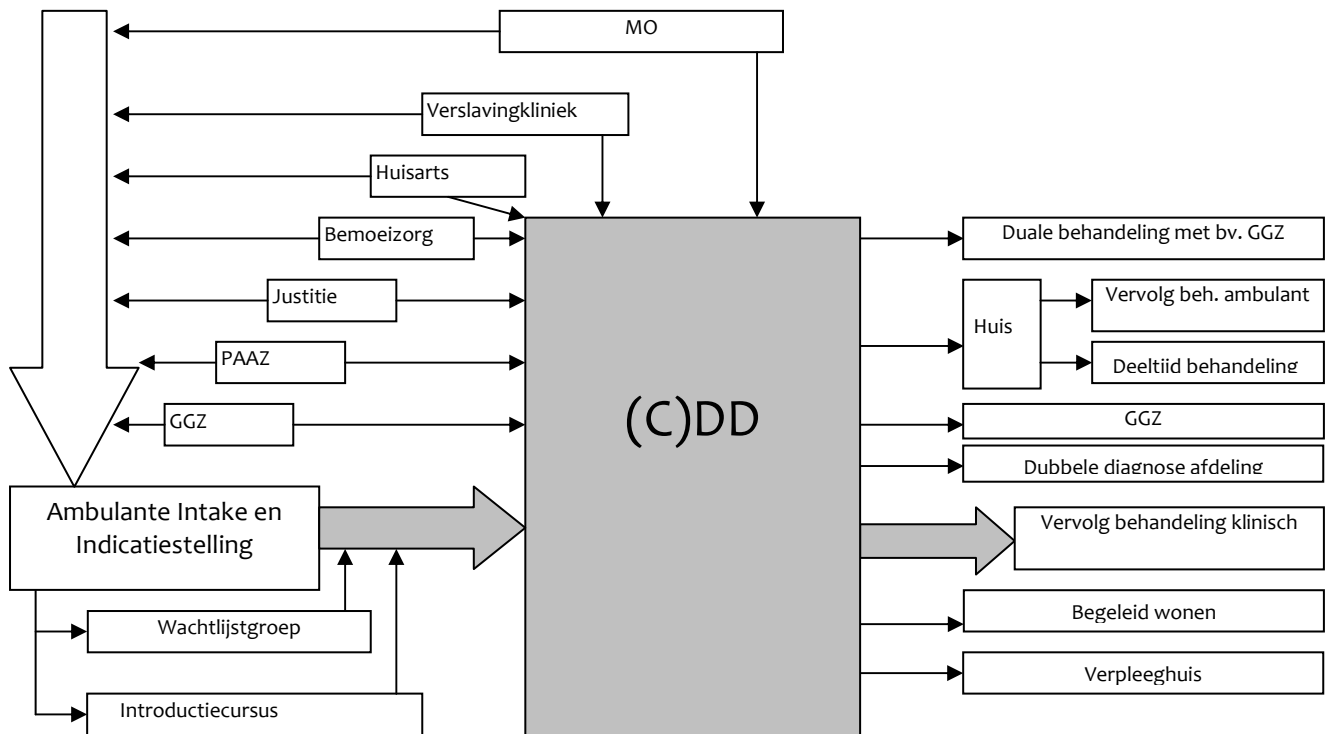 MO
Verslavingkliniek
Huisarts
Bemoeizorg
Justitie
PAAZ
GGZ
Ambulante Intake en
Indicatiestelling
Wachtlijstgroep
Introductiecursus
(C)DD
Duale behandeling met bv. GGZ
Huis
Vervolg beh. ambulant
Deeltijd behandeling
GGZ
Dubbele diagnose afdeling
Vervolg behandeling klinisch
Begeleid wonen
Verpleeghuis